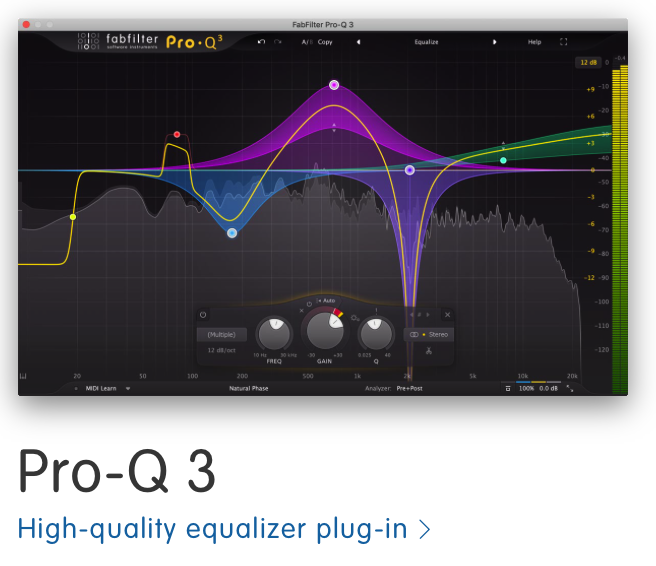 FabFilter Pro-Q 3
fabfilter
software instruments
Pro·Q³
A/B Copy
Equalize
Help
12 dB
-0.4
0
+9
-10
+6
-20
+3
-30
0
-40
-3
-50
-60
-6
-70
-9
-80
-12
-90
-100
-110
-120
Auto
(Multiple)
12 dB/oct
10 Hz
30 kHz
FREQ
-30
+30
GAIN
0.025
40
Q
Stereo
20
50
100
200
500
1k
2k
5k
10k
20k
MIDI Learn
Natural Phase
Analyzer:
Pre+Post
100%
0.0 dB
Pro-Q 3
High-quality equalizer plug-in >